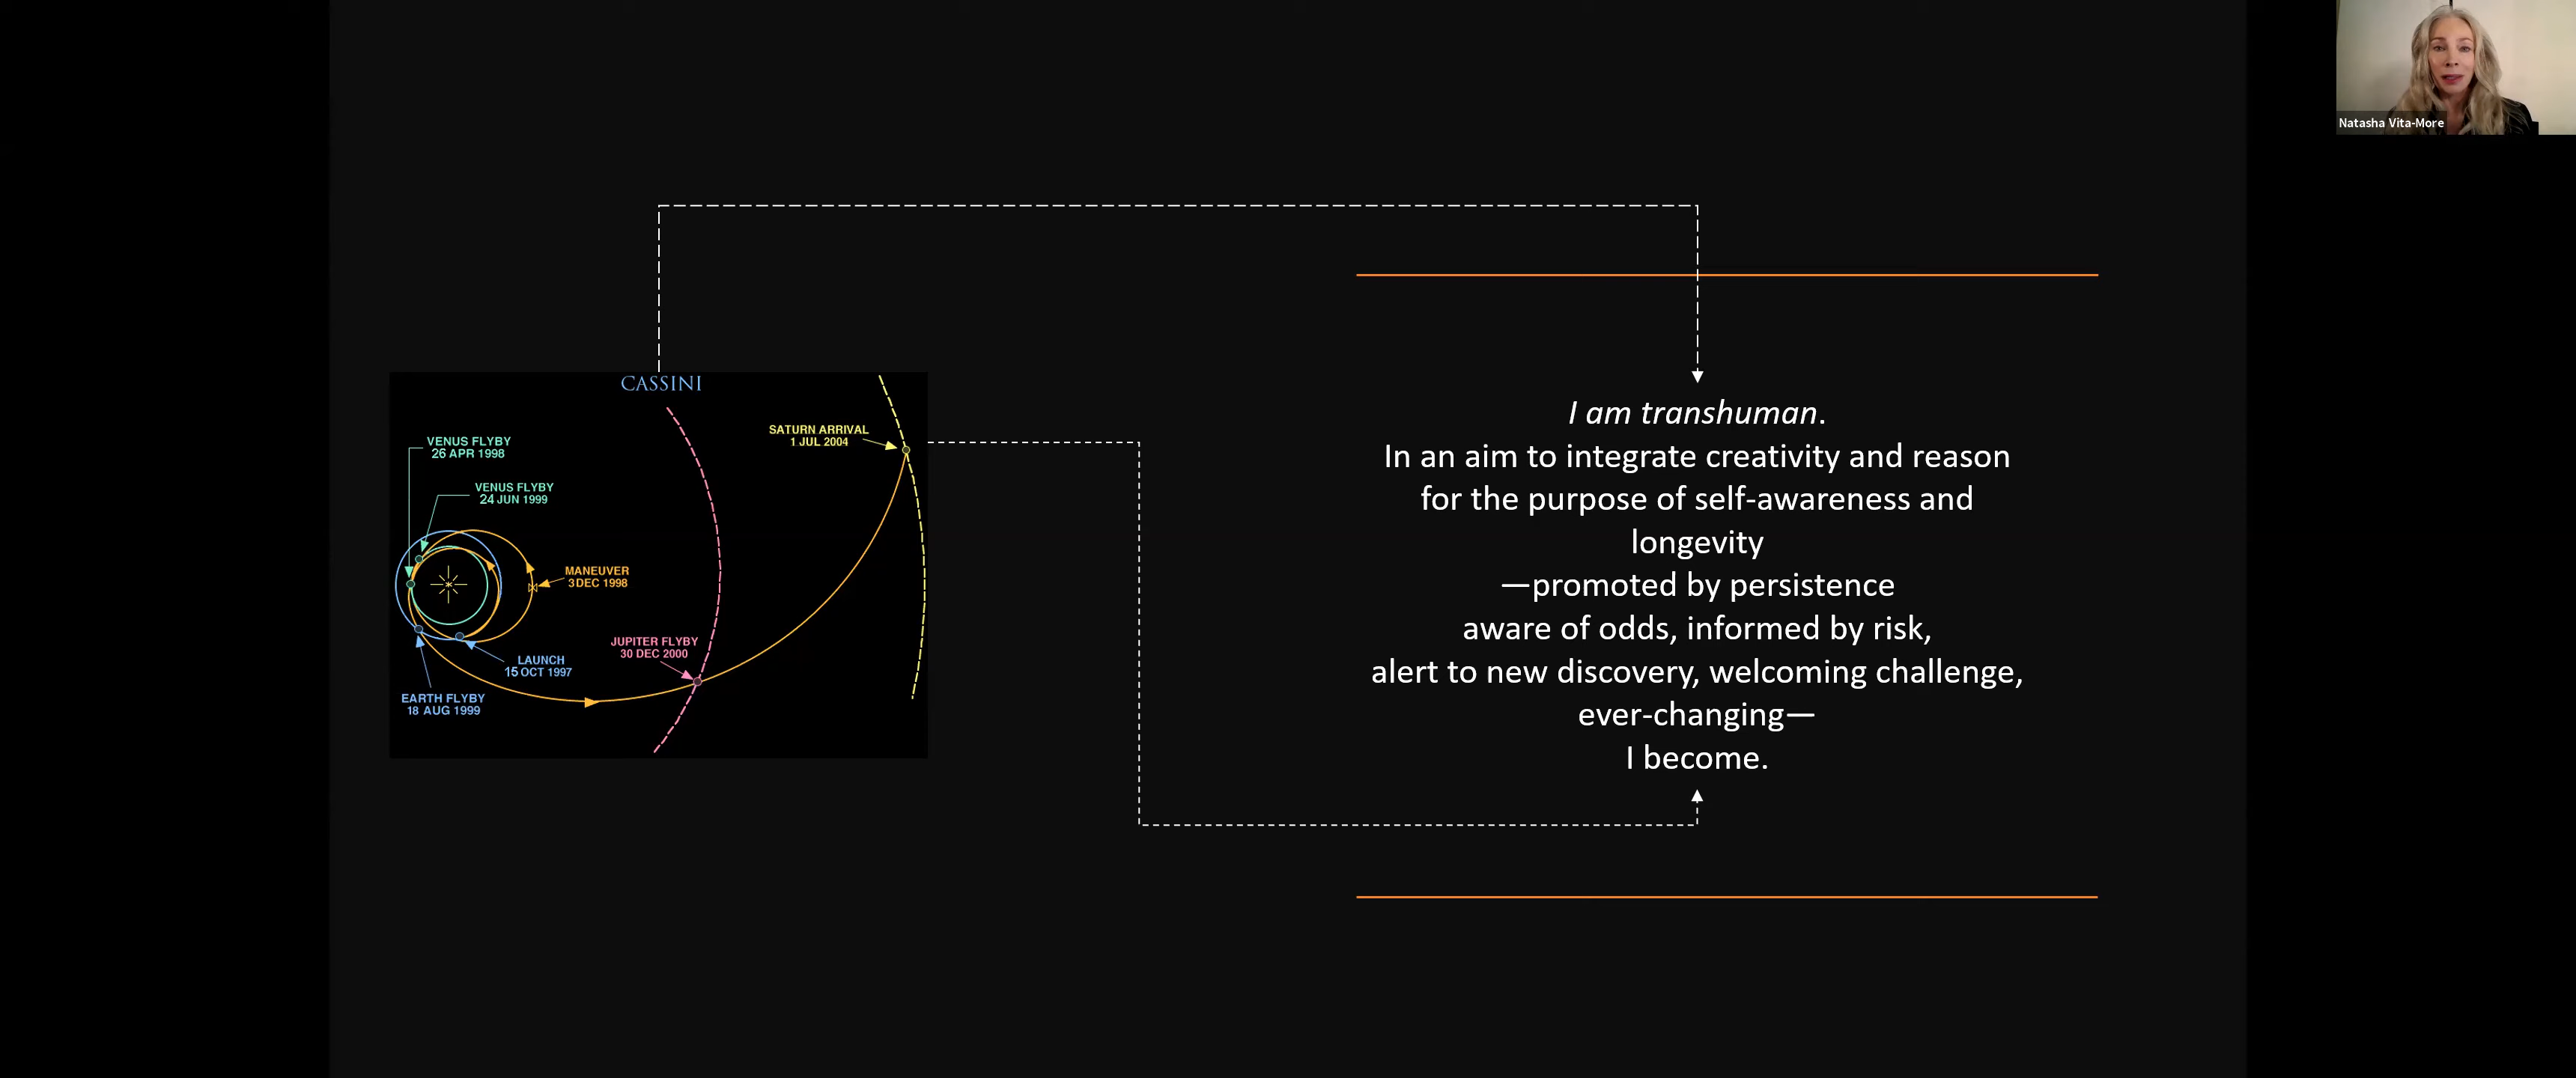 Natasha Vita-More
CASSINI
VENUS FLYBY
26 APR 1998
VENUS FLYBY
24 JUN 1999
SATURN ARRIVAL
1 JUL 2004
MANEUVER
3 DEC 1998
JUPITER FLYBY
30 DEC 2000
LAUNCH
15 OCT 1997
EARTH FLYBY
18 AUG 1999
I am transhuman.
In an aim to integrate creativity and reason
for the purpose of self-awareness and
longevity
—promoted by persistence
aware of odds, informed by risk,
alert to new discovery, welcoming challenge,
ever-changing—
I become.